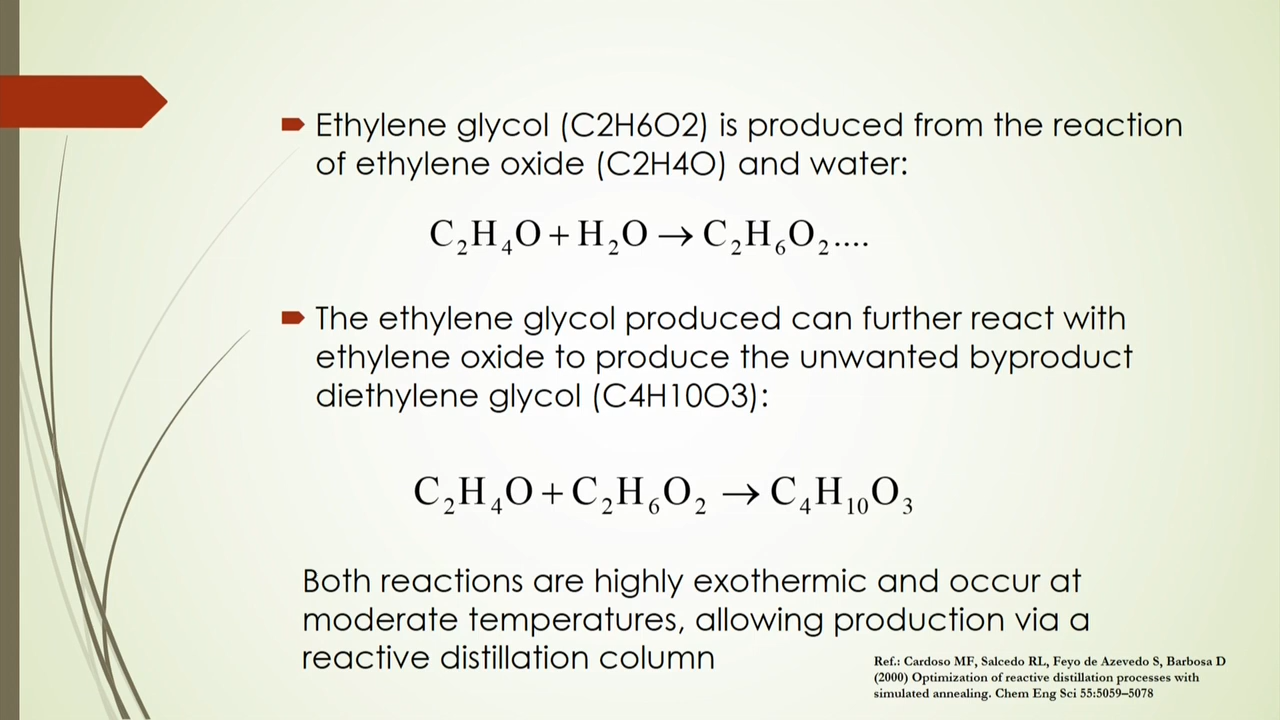 Ethylene glycol (C2H6O2) is produced from the reaction
of ethylene oxide (C2H4O) and water:
C₂H₄O + H₂O → C₂H₆O₂....
The ethylene glycol produced can further react with
ethylene oxide to produce the unwanted byproduct
diethylene glycol (C4H10O3):
C₂H₄O + C₂H₆O₂ → C₄H₁₀O₃
Both reactions are highly exothermic and occur at
moderate temperatures, allowing production via a
reactive distillation column
Ref.: Cardoso MF, Salcedo RL, Feyo de Azevedo S, Barbosa D
(2000) Optimization of reactive distillation processes with
simulated annealing. Chem Eng Sci 55:5059–5078